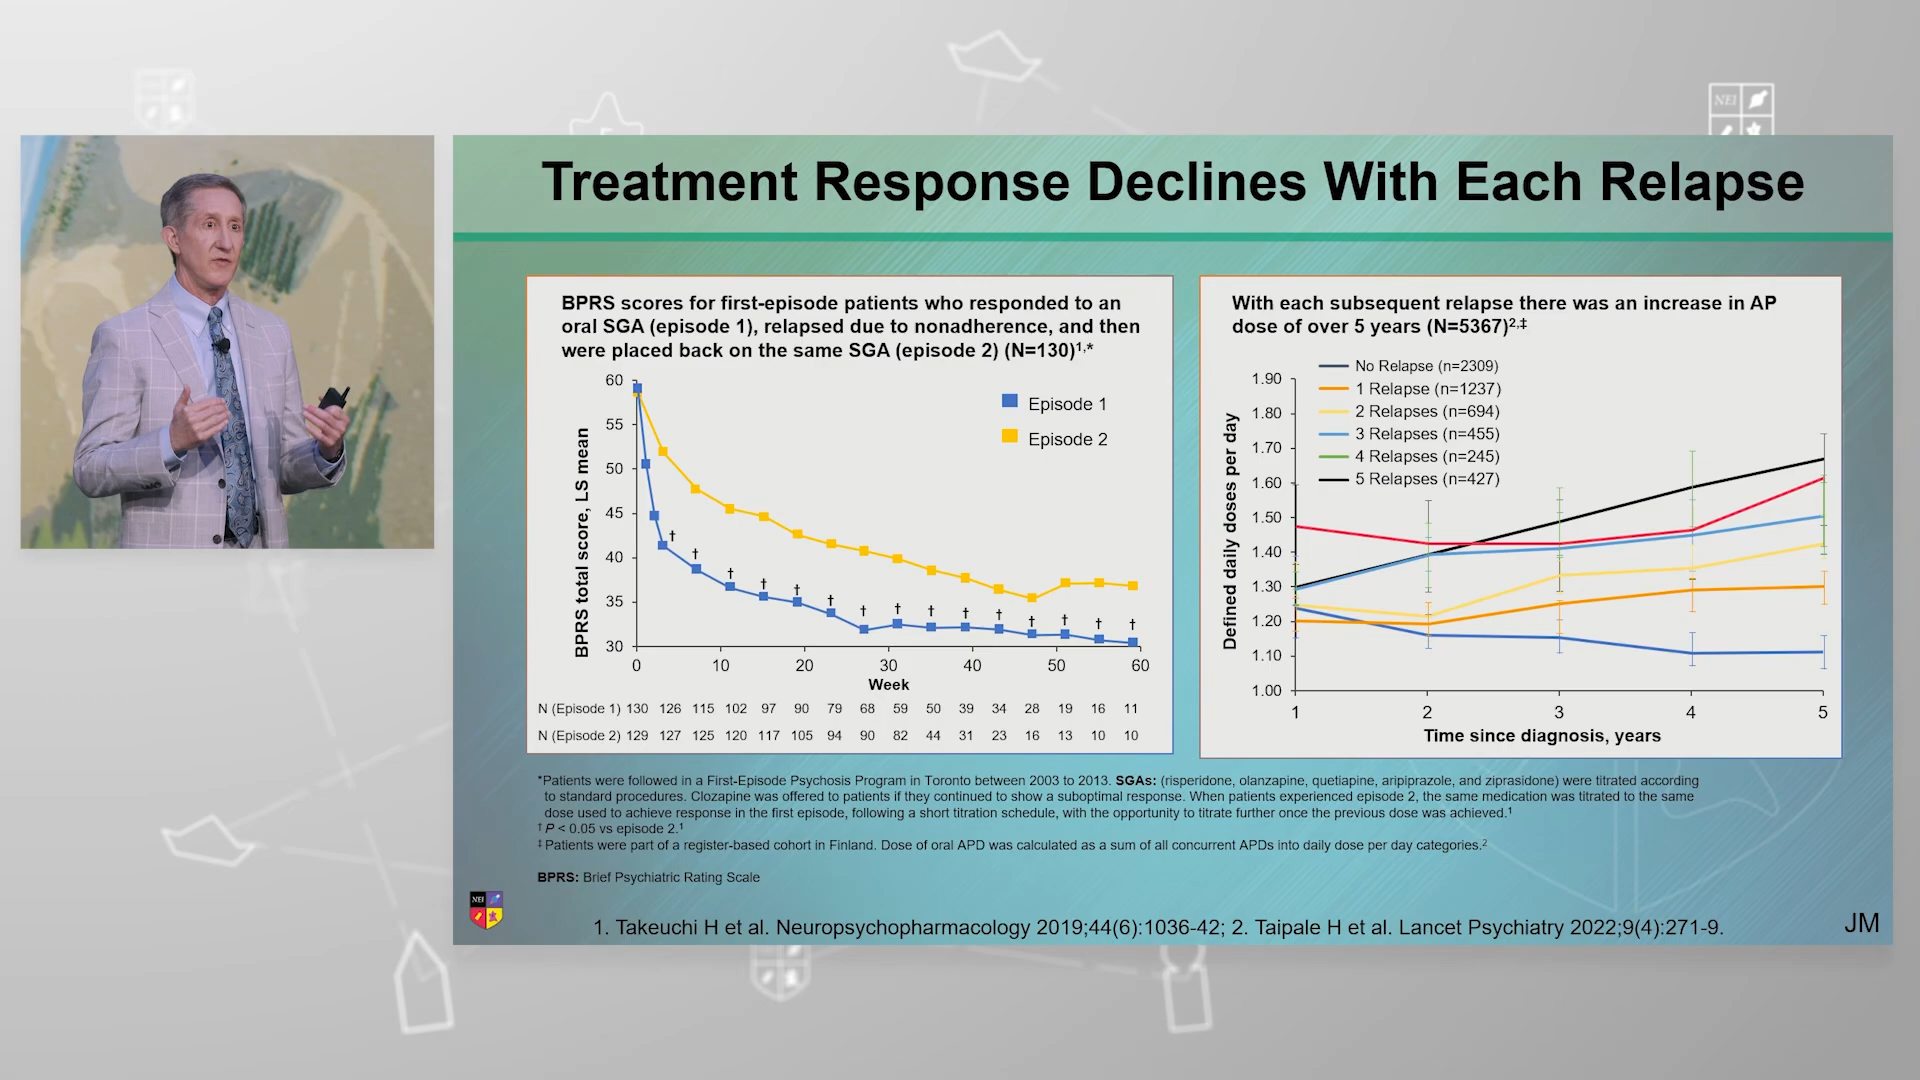 NEI
Treatment Response Declines With Each Relapse
BPRS scores for first-episode patients who responded to an
oral SGA (episode 1), relapsed due to nonadherence, and then
were placed back on the same SGA (episode 2) (N=130)¹,*
BPRS total score, LS mean
60
55
50
45
40
35
30
Episode 1
Episode 2
† † † † † † † † † † † † † † †
0 10 20 30 40 50 60
Week
N (Episode 1) 130 126 115 102 97 90 79 68 59 50 39 34 28 19 16 11
N (Episode 2) 129 127 125 120 117 105 94 90 82 44 31 23 16 13 10 10
With each subsequent relapse there was an increase in AP
dose of over 5 years (N=5367)²,‡
No Relapse (n=2309)
1 Relapse (n=1237)
2 Relapses (n=694)
3 Relapses (n=455)
4 Relapses (n=245)
5 Relapses (n=427)
Defined daily doses per day
1.90
1.80
1.70
1.60
1.50
1.40
1.30
1.20
1.10
1.00
1 2 3 4 5
Time since diagnosis, years
*Patients were followed in a First-Episode Psychosis Program in Toronto between 2003 to 2013. SGAs: (risperidone, olanzapine, quetiapine, aripiprazole, and ziprasidone) were titrated according
to standard procedures. Clozapine was offered to patients if they continued to show a suboptimal response. When patients experienced episode 2, the same medication was titrated to the same
dose used to achieve response in the first episode, following a short titration schedule, with the opportunity to titrate further once the previous dose was achieved.¹
† P < 0.05 vs episode 2.¹
‡ Patients were part of a register-based cohort in Finland. Dose of oral APD was calculated as a sum of all concurrent APDs into daily dose per day categories.²
BPRS: Brief Psychiatric Rating Scale
NEI
1. Takeuchi H et al. Neuropsychopharmacology 2019;44(6):1036-42; 2. Taipale H et al. Lancet Psychiatry 2022;9(4):271-9.
JM